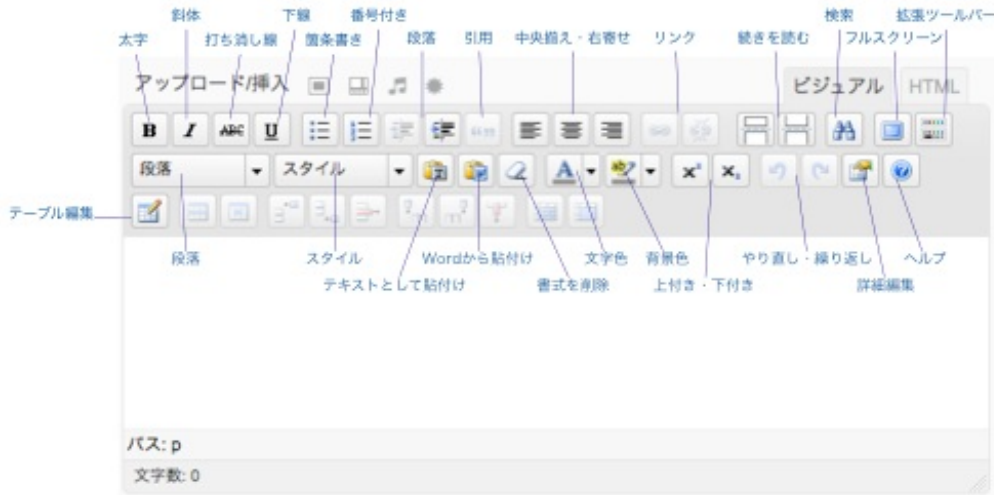 斜体 下線 番号付き 検索 拡張ツールバー
太字 打ち消し線 箇条書き 段落 引用 中央揃え・右寄せ リンク 続きを読む フルスクリーン
アップロード/挿入 ビジュアル HTML
B I ABC U
段落 スタイル A ab x² x₂
テーブル編集
段落 スタイル Wordから貼付け 文字色 背景色 やり直し・繰り返し ヘルプ
テキストとして貼付け 書式を削除 上付き・下付き 詳細編集
パス: p
文字数: 0